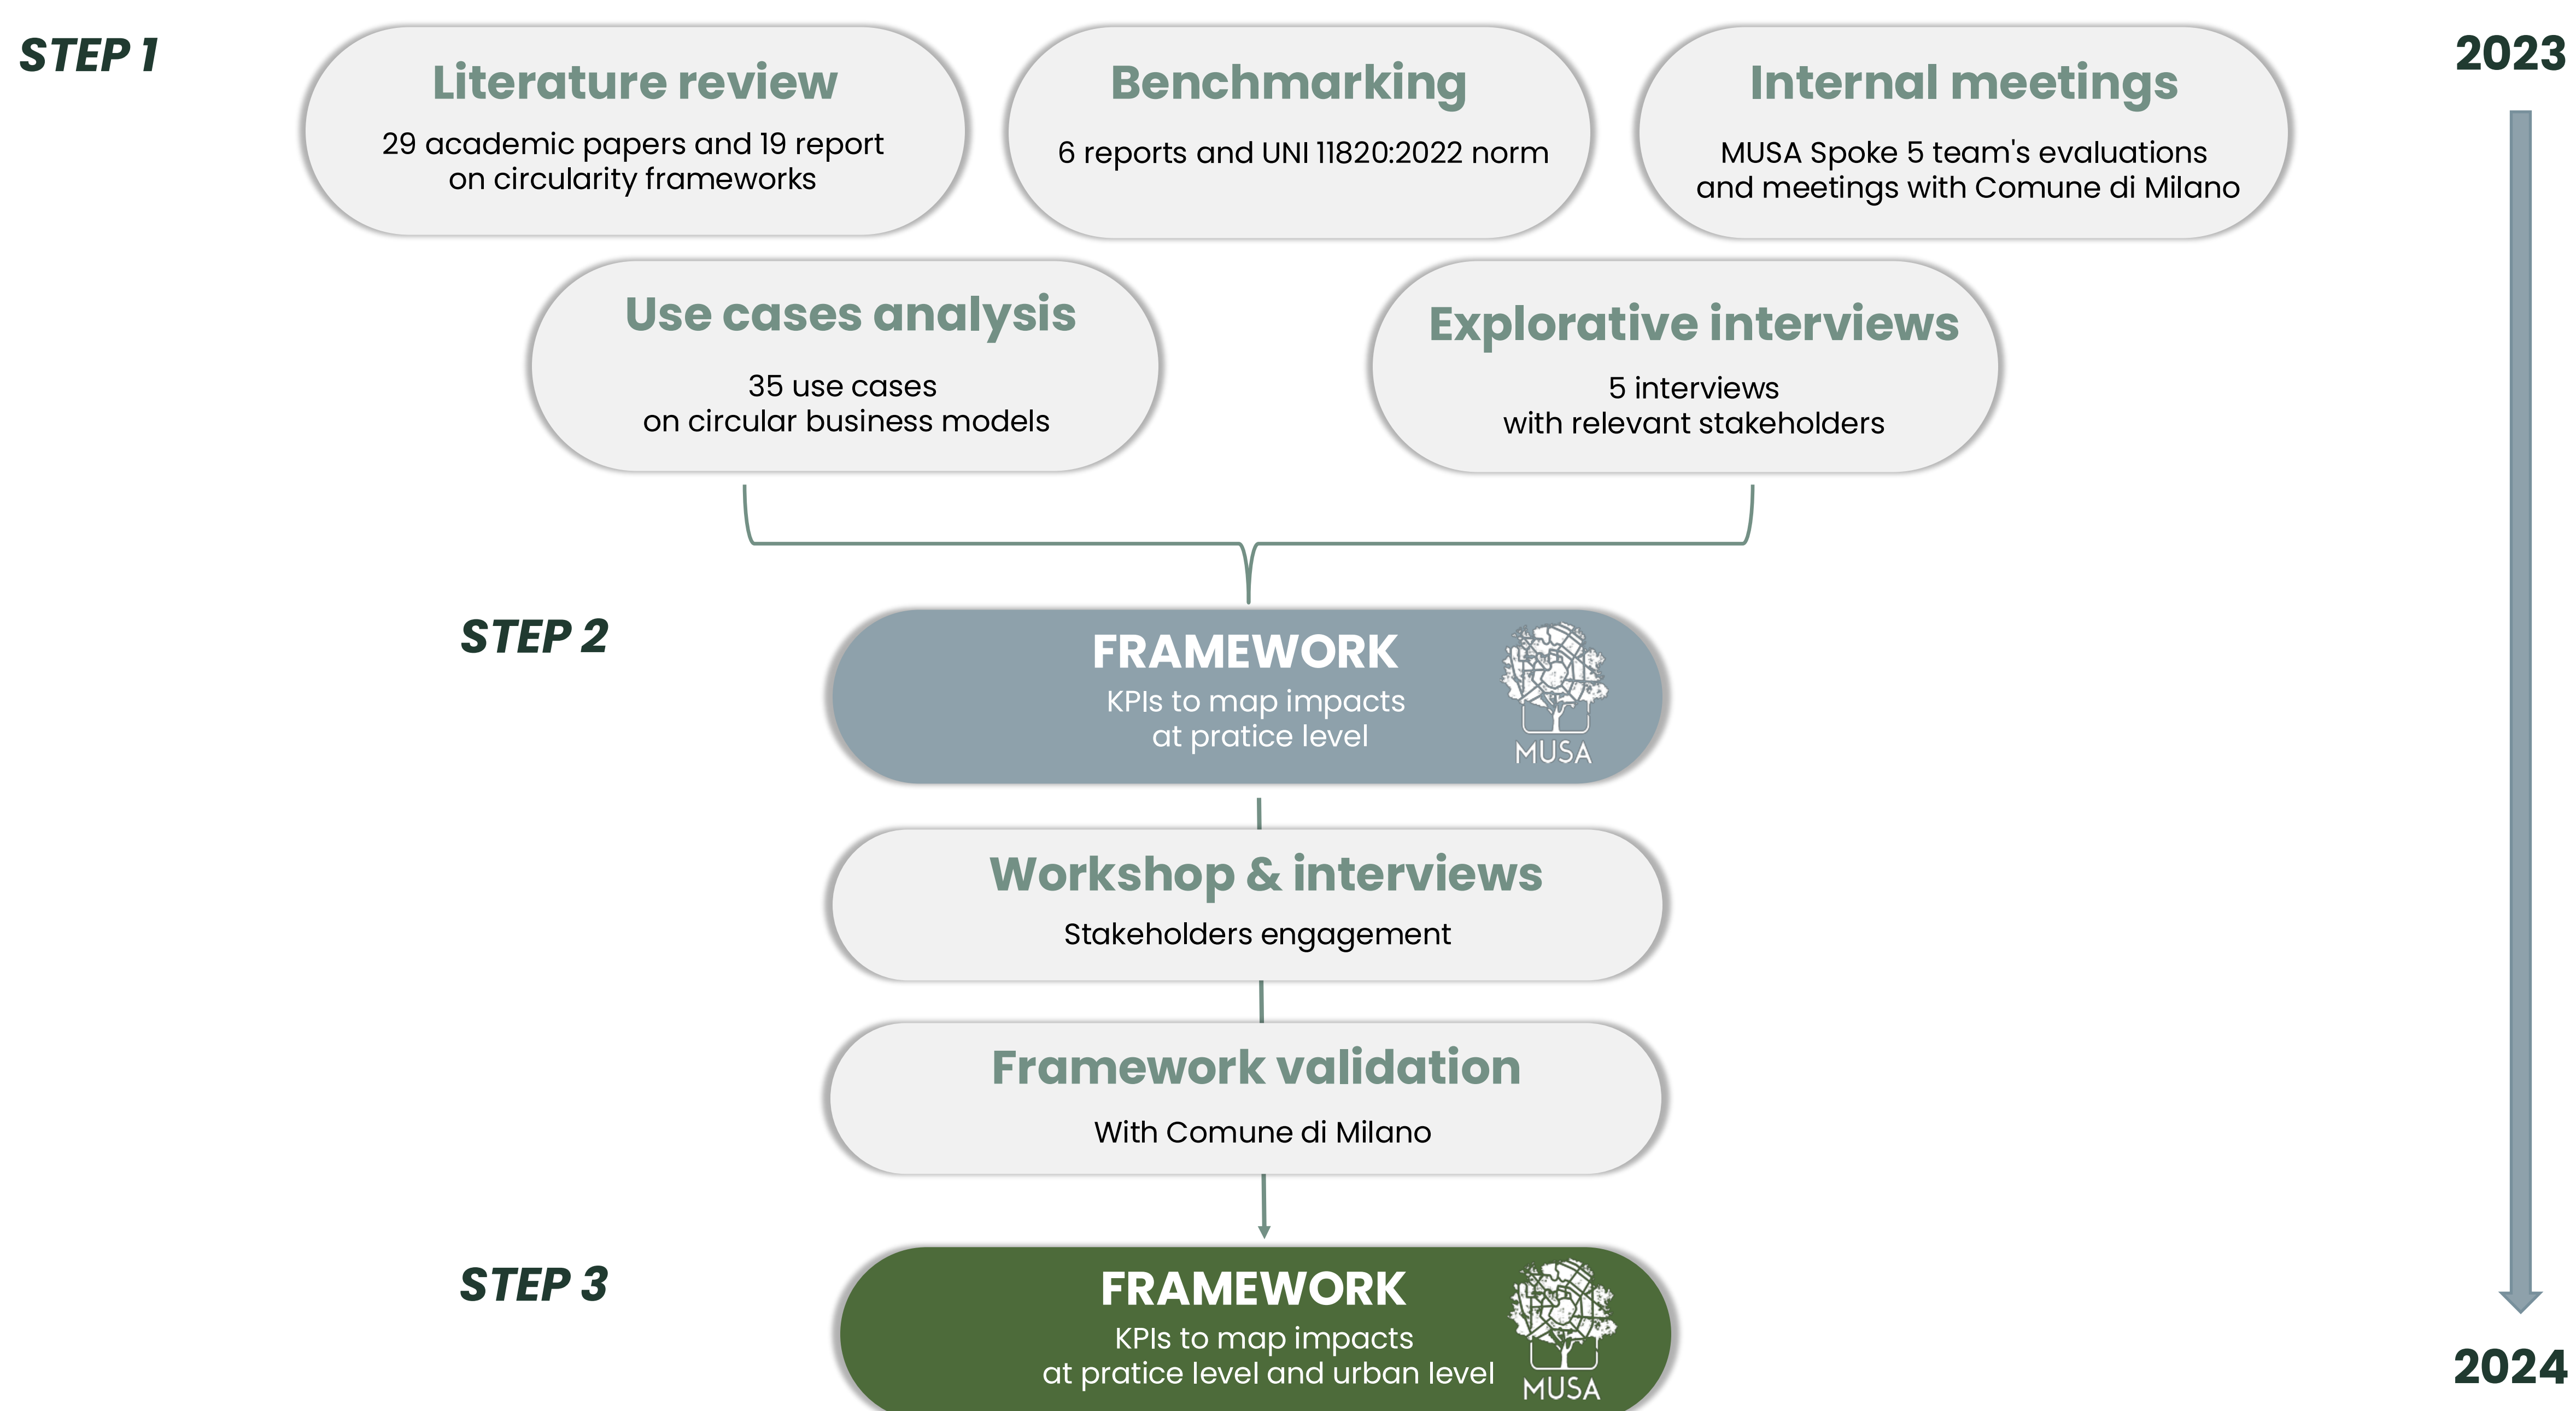 STEP 1
2023
Literature review
29 academic papers and 19 report
on circularity frameworks
Benchmarking
6 reports and UNI 11820:2022 norm
Internal meetings
MUSA Spoke 5 team's evaluations
and meetings with Comune di Milano
Use cases analysis
35 use cases
on circular business models
Explorative interviews
5 interviews
with relevant stakeholders
STEP 2
FRAMEWORK
KPIs to map impacts
at pratice level
MUSA
Workshop & interviews
Stakeholders engagement
Framework validation
With Comune di Milano
STEP 3
FRAMEWORK
KPIs to map impacts
at pratice level and urban level
MUSA
2024